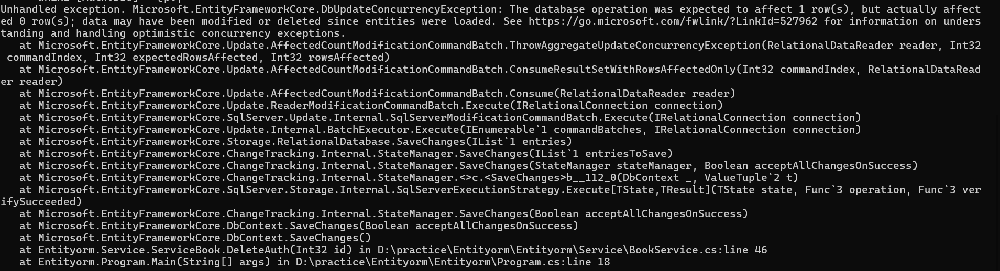 Unhandled exception. Microsoft.EntityFrameworkCore.DbUpdateConcurrencyException: The database operation was expected to affect 1 row(s), but actually affect
ed 0 row(s); data may have been modified or deleted since entities were loaded. See https://go.microsoft.com/fwlink/?LinkId=527962 for information on unders
tanding and handling optimistic concurrency exceptions.
   at Microsoft.EntityFrameworkCore.Update.AffectedCountModificationCommandBatch.ThrowAggregateUpdateConcurrencyException(RelationalDataReader reader, Int32
 commandIndex, Int32 expectedRowsAffected, Int32 rowsAffected)
   at Microsoft.EntityFrameworkCore.Update.AffectedCountModificationCommandBatch.ConsumeResultSetWithRowsAffectedOnly(Int32 commandIndex, RelationalDataRead
er reader)
   at Microsoft.EntityFrameworkCore.Update.AffectedCountModificationCommandBatch.Consume(RelationalDataReader reader)
   at Microsoft.EntityFrameworkCore.Update.ReaderModificationCommandBatch.Execute(IRelationalConnection connection)
   at Microsoft.EntityFrameworkCore.SqlServer.Update.Internal.SqlServerModificationCommandBatch.Execute(IRelationalConnection connection)
   at Microsoft.EntityFrameworkCore.Update.Internal.BatchExecutor.Execute(IEnumerable`1 commandBatches, IRelationalConnection connection)
   at Microsoft.EntityFrameworkCore.Storage.RelationalDatabase.SaveChanges(IList`1 entries)
   at Microsoft.EntityFrameworkCore.ChangeTracking.Internal.StateManager.SaveChanges(IList`1 entriesToSave)
   at Microsoft.EntityFrameworkCore.ChangeTracking.Internal.StateManager.SaveChanges(StateManager stateManager, Boolean acceptAllChangesOnSuccess)
   at Microsoft.EntityFrameworkCore.ChangeTracking.Internal.StateManager.<>c.<SaveChanges>b__112_0(DbContext _, ValueTuple`2 t)
   at Microsoft.EntityFrameworkCore.SqlServer.Storage.Internal.SqlServerExecutionStrategy.Execute[TState,TResult](TState state, Func`3 operation, Func`3 ver
ifySucceeded)
   at Microsoft.EntityFrameworkCore.ChangeTracking.Internal.StateManager.SaveChanges(Boolean acceptAllChangesOnSuccess)
   at Microsoft.EntityFrameworkCore.DbContext.SaveChanges(Boolean acceptAllChangesOnSuccess)
   at Microsoft.EntityFrameworkCore.DbContext.SaveChanges()
   at Entityorm.Service.ServiceBook.DeleteAuth(Int32 id) in D:\practice\Entityorm\Entityorm\Service\BookService.cs:line 46
   at Entityorm.Program.Main(String[] args) in D:\practice\Entityorm\Entityorm\Program.cs:line 18